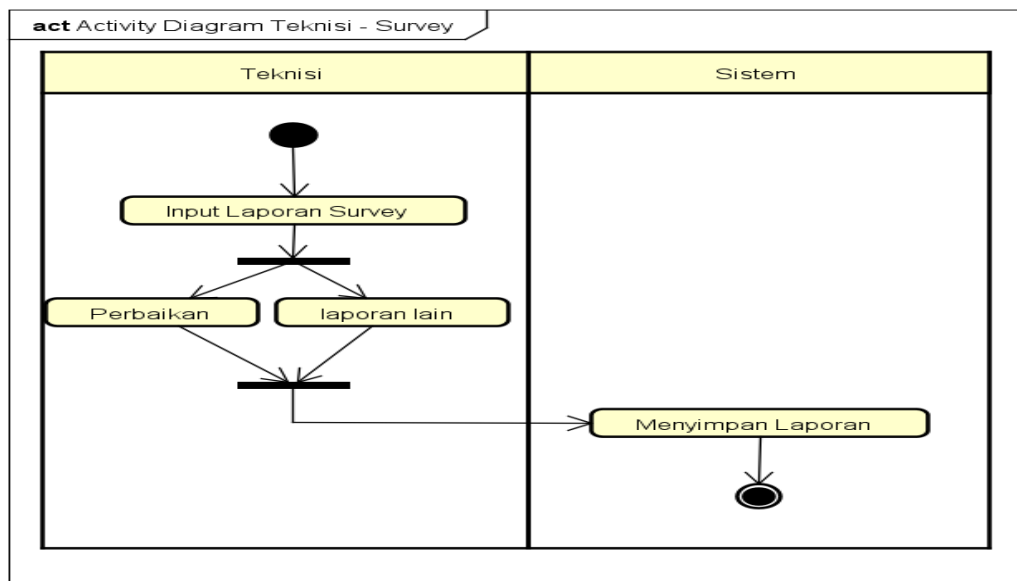 act Activity Diagram Teknisi - Survey
Teknisi
Sistem
Input Laporan Survey
Perbaikan
laporan lain
Menyimpan Laporan